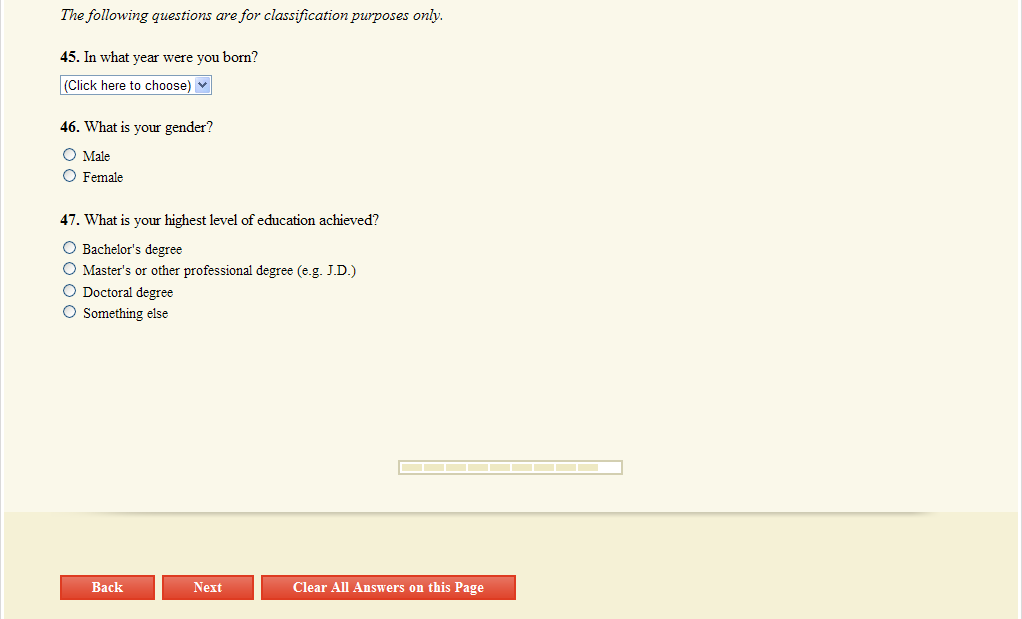 The following questions are for classification purposes only.
45. In what year were you born?
(Click here to choose)
46. What is your gender?
Male
Female
47. What is your highest level of education achieved?
Bachelor's degree
Master's or other professional degree (e.g. J.D.)
Doctoral degree
Something else
Back Next Clear All Answers on this Page